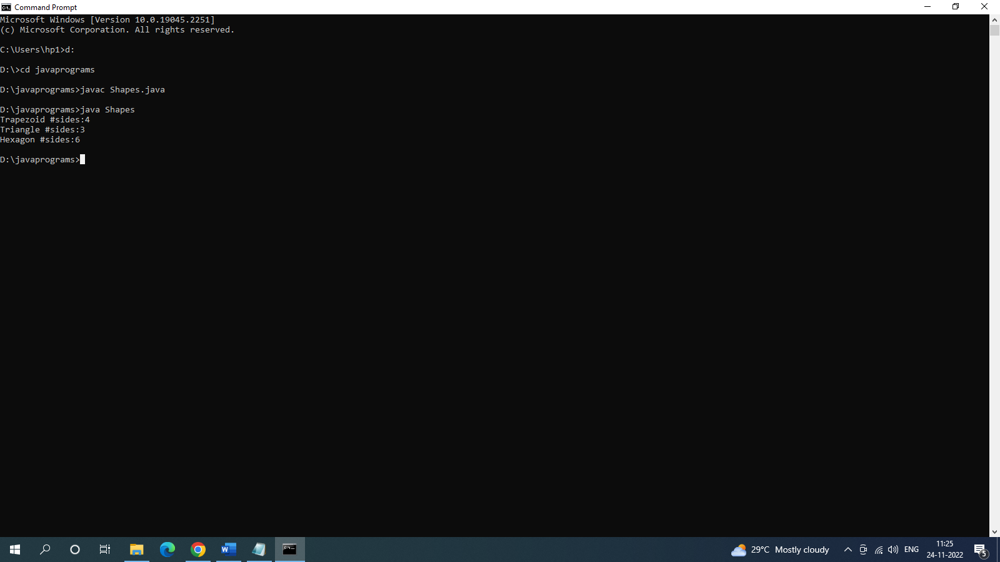 Command Prompt
Microsoft Windows [Version 10.0.19045.2251]
(c) Microsoft Corporation. All rights reserved.
C:\Users\hp1>d:
D:\>cd javaprograms
D:\javaprograms>javac Shapes.java
D:\javaprograms>java Shapes
Trapezoid #sides:4
Triangle #sides:3
Hexagon #sides:6
D:\javaprograms>
29°C Mostly cloudy
ENG
11:25
24-11-2022
5